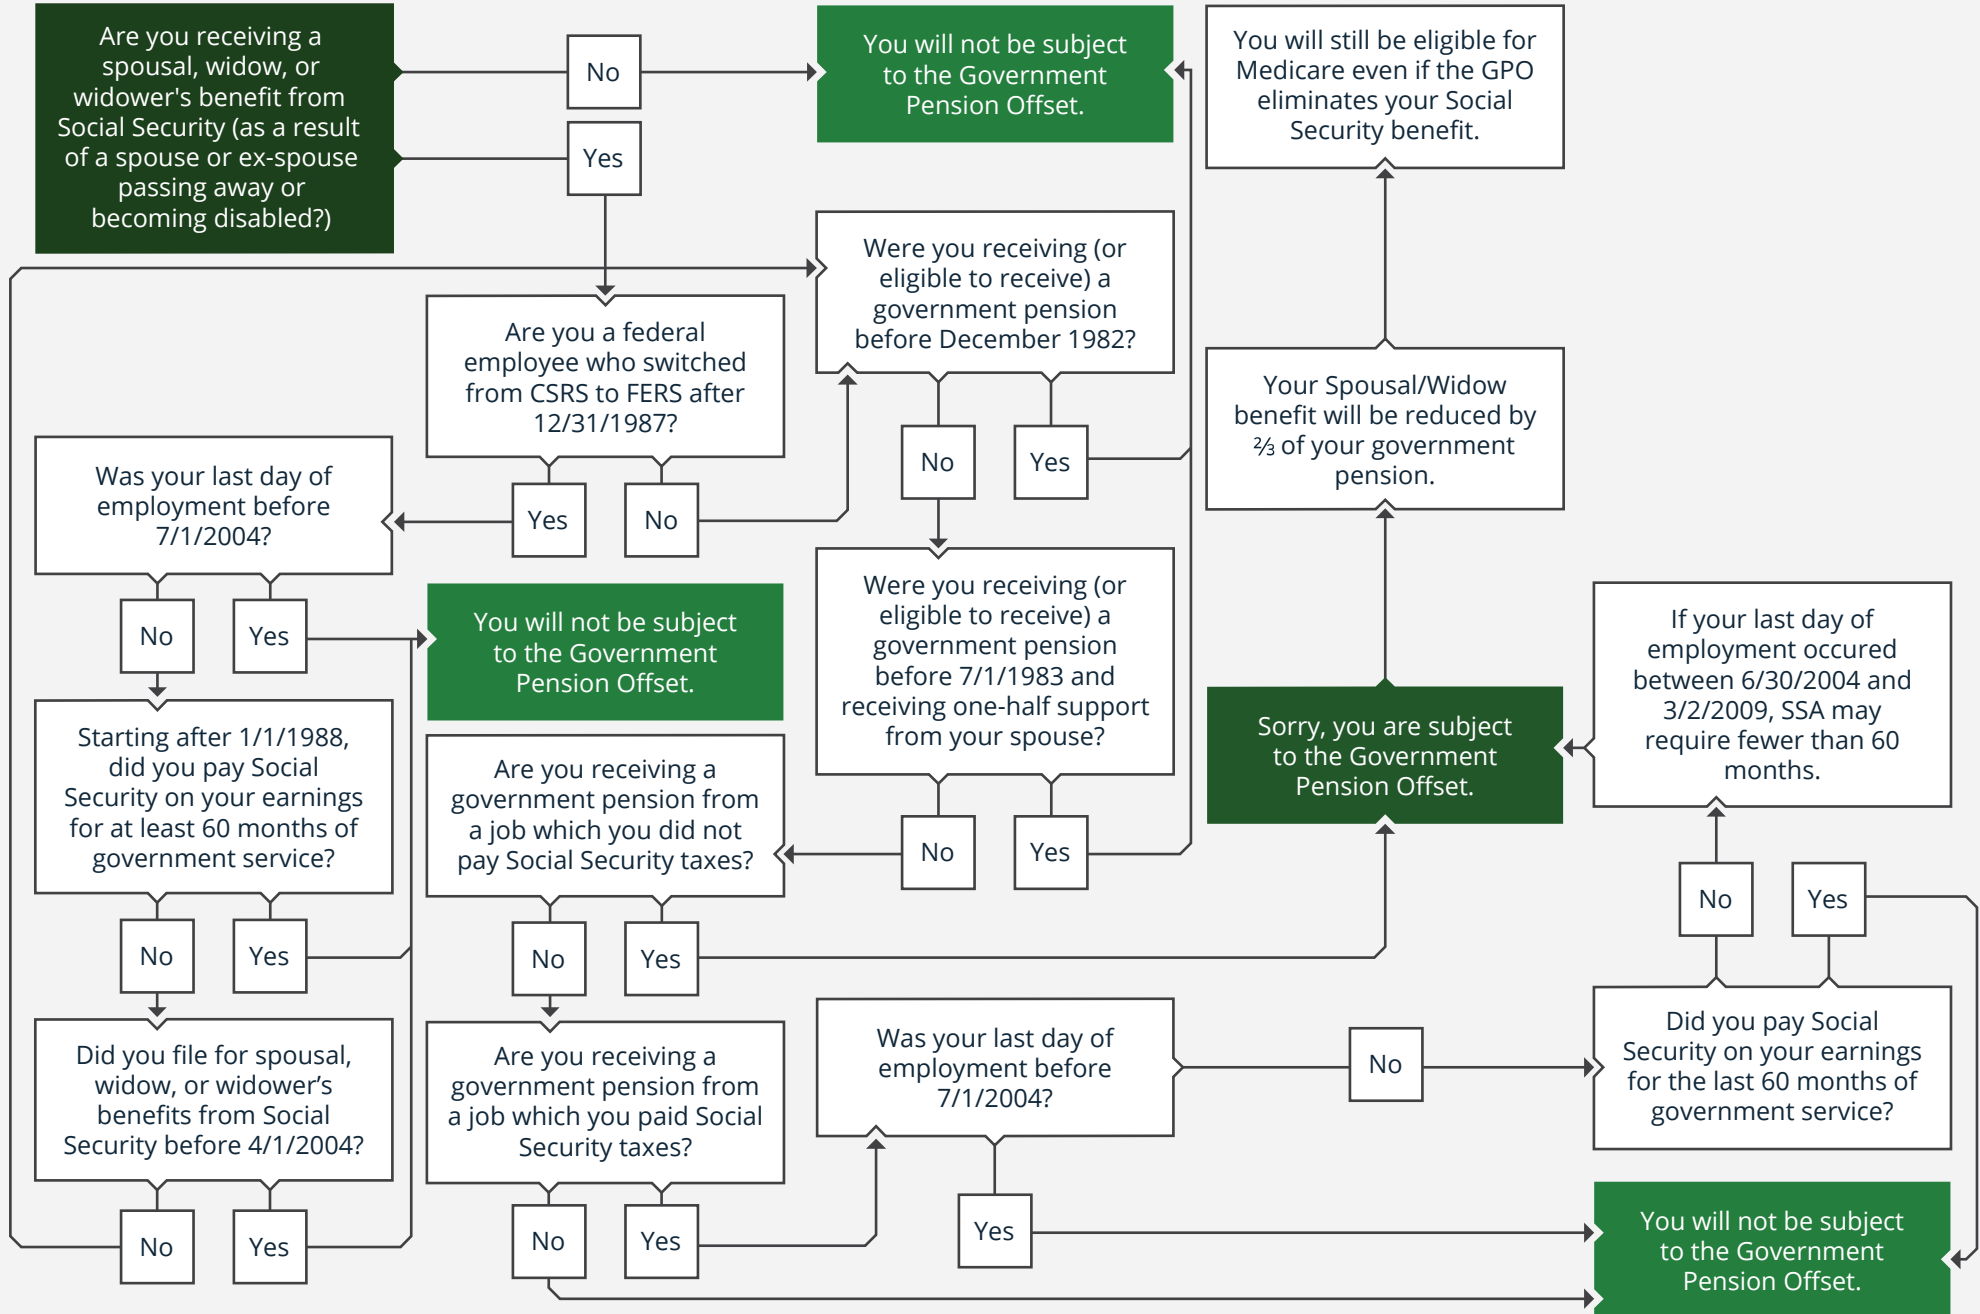 Are you receiving a
spousal, widow, or
widower's benefit from
Social Security (as a result
of a spouse or ex-spouse
passing away or
becoming disabled?)
No
Yes
You will not be subject
to the Government
Pension Offset.
You will still be eligible for
Medicare even if the GPO
eliminates your Social
Security benefit.
Are you a federal
employee who switched
from CSRS to FERS after
12/31/1987?
Yes
No
Were you receiving (or
eligible to receive) a
government pension
before December 1982?
No
Yes
Your Spousal/Widow
benefit will be reduced by
⅔ of your government
pension.
Was your last day of
employment before
7/1/2004?
No
Yes
You will not be subject
to the Government
Pension Offset.
Were you receiving (or
eligible to receive) a
government pension
before 7/1/1983 and
receiving one-half support
from your spouse?
No
Yes
Sorry, you are subject
to the Government
Pension Offset.
If your last day of
employment occured
between 6/30/2004 and
3/2/2009, SSA may
require fewer than 60
months.
Starting after 1/1/1988,
did you pay Social
Security on your earnings
for at least 60 months of
government service?
No
Yes
Are you receiving a
government pension from
a job which you did not
pay Social Security taxes?
No
Yes
No
Yes
Did you file for spousal,
widow, or widower’s
benefits from Social
Security before 4/1/2004?
No
Yes
Are you receiving a
government pension from
a job which you paid Social
Security taxes?
No
Yes
Was your last day of
employment before
7/1/2004?
No
Yes
Did you pay Social
Security on your earnings
for the last 60 months of
government service?
You will not be subject
to the Government
Pension Offset.